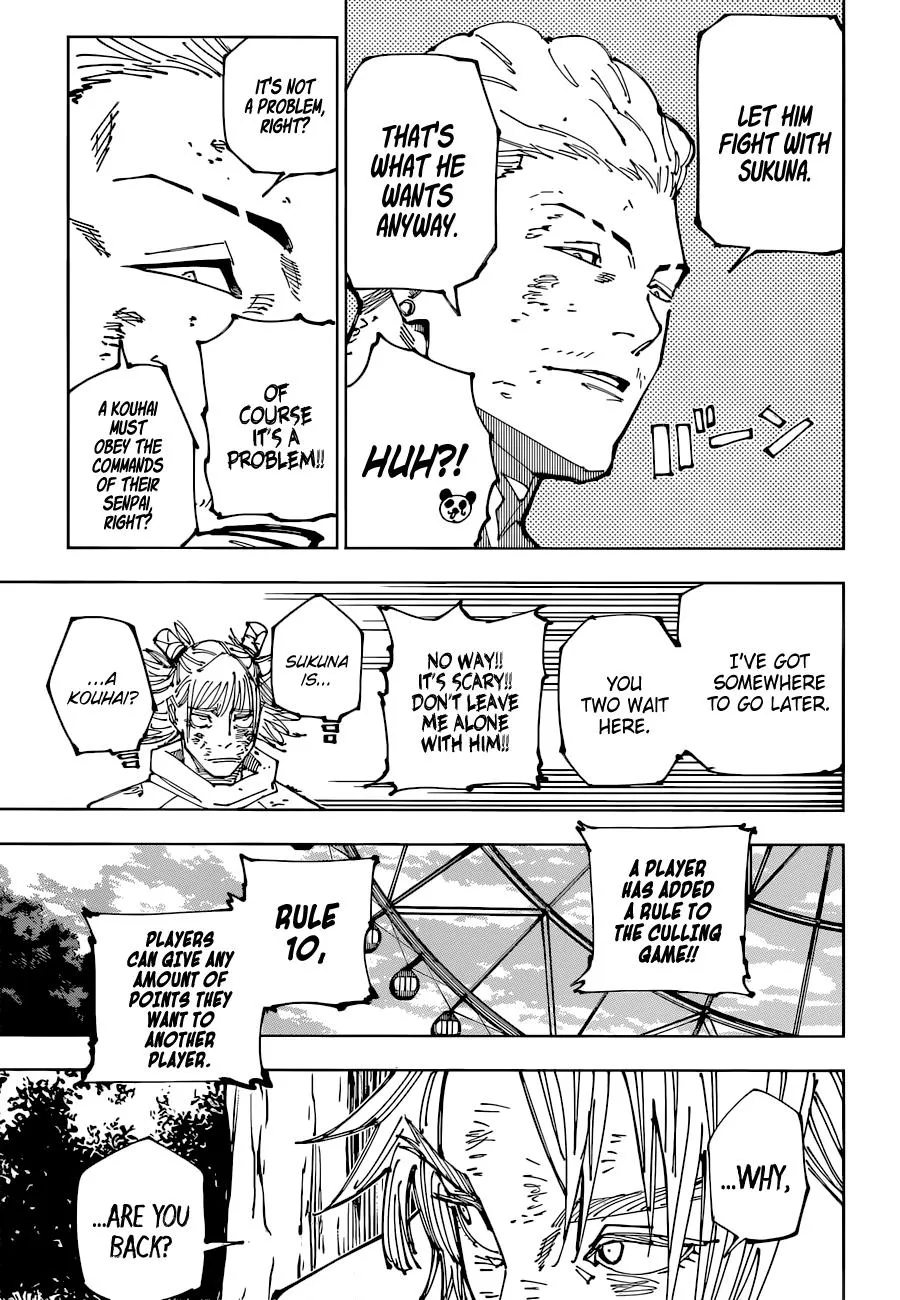 LET HIM
FIGHT WITH
SUKUNA.
THAT'S
WHAT HE
WANTS
ANYWAY.
バーン
HUH?!
IT'S NOT
A PROBLEM,
RIGHT?
OF
COURSE
IT'S A
PROBLEM!!
A KOUHAI
MUST
OBEY THE
COMMANDS
OF THEIR
SENPAI,
RIGHT?
I'VE GOT
SOMEWHERE
TO GO LATER.
YOU
TWO WAIT
HERE.
NO WAY!!
IT'S SCARY!!
DON'T LEAVE
ME ALONE
WITH HIM!!
SUKUNA
IS...
...A
KOUHAI?
A PLAYER
HAS ADDED
A RULE TO
THE CULLING
GAME!!
RULE
10,
PLAYERS
CAN GIVE ANY
AMOUNT OF
POINTS THEY
WANT TO
ANOTHER
PLAYER.
...WHY,
...ARE YOU
BACK?